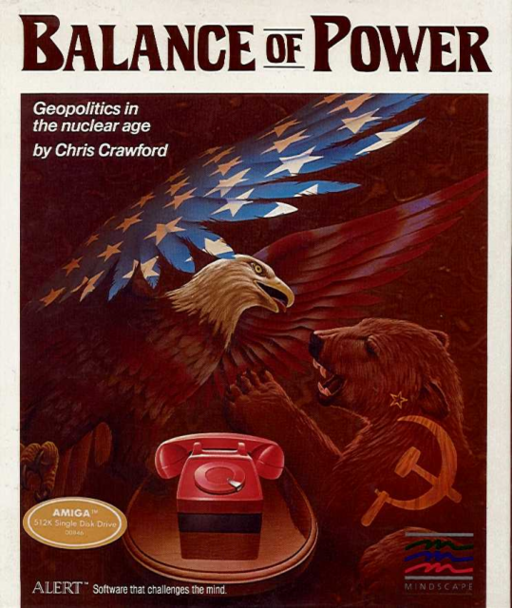 BALANCE OF POWER
Geopolitics in
the nuclear age
by Chris Crawford
AMIGA™
512K Single Disk Drive
ALERT™ Software that challenges the mind.
MINDSCAPE